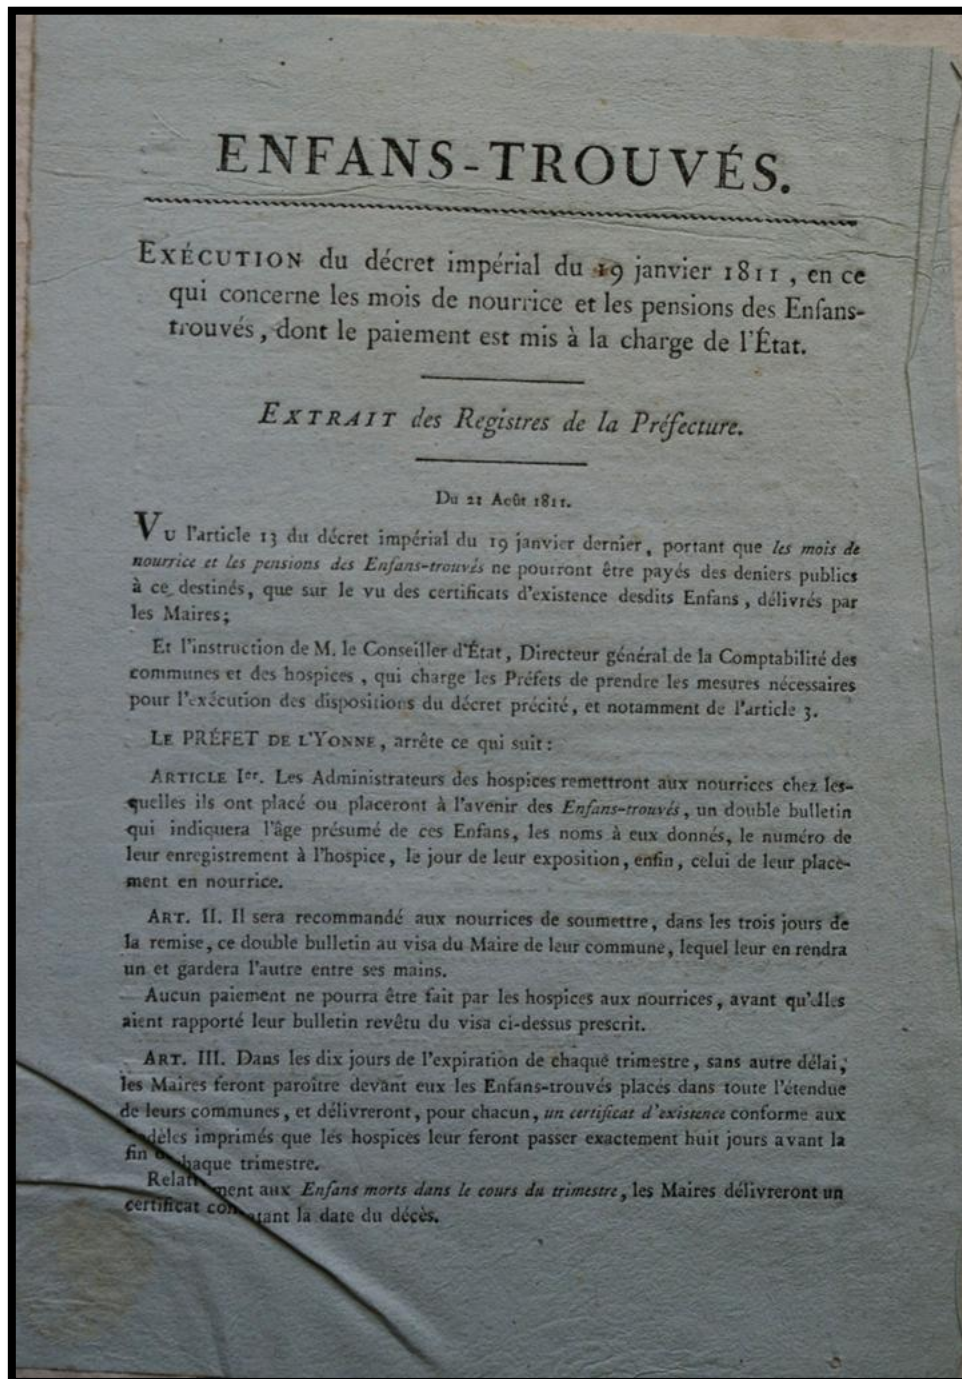 ENFANS-TROUVÉS.
EXÉCUTION du décret impérial du 19 janvier 1811, en ce
qui concerne les mois de nourrice et les pensions des Enfans-
trouvés, dont le paiement est mis à la charge de l'État.
EXTRAIT des Registres de la Préfecture.
Du 21 Août 1811.
VU l'article 13 du décret impérial du 19 janvier dernier, portant que les mois de
nourrice et les pensions des Enfans-trouvés ne pourront être payés des deniers publics
à ce destinés, que sur le vu des certificats d'existence desdits Enfans, délivrés par
les Maires;
Et l'instruction de M. le Conseiller d'État, Directeur général de la Comptabilité des
communes et des hospices, qui charge les Préfets de prendre les mesures nécessaires
pour l'exécution des dispositions du décret précité, et notamment de l'article 3.
LE PRÉFET DE L'YONNE, arrête ce qui suit:
ARTICLE Ier. Les Administrateurs des hospices remettront aux nourrices chez les-
quelles ils ont placé ou placeront à l'avenir des Enfans-trouvés, un double bulletin
qui indiquera l'âge présumé de ces Enfans, les noms à eux donnés, le numéro de
leur enregistrement à l'hospice, le jour de leur exposition, enfin, celui de leur place-
ment en nourrice.
ART. II. Il sera recommandé aux nourrices de soumettre, dans les trois jours de
la remise, ce double bulletin au visa du Maire de leur commune, lequel leur en rendra
un et gardera l'autre entre ses mains.
Aucun paiement ne pourra être fait par les hospices aux nourrices, avant qu'elles
aient rapporté leur bulletin revêtu du visa ci-dessus prescrit.
ART. III. Dans les dix jours de l'expiration de chaque trimestre, sans autre délai,
les Maires feront paroître devant eux les Enfans-trouvés placés dans toute l'étendue
de leurs communes, et délivreront, pour chacun, un certificat d'existence conforme aux
imprimés que les hospices leur feront passer exactement huit jours avant la
fin chaque trimestre.
aux Enfans morts dans le cours du trimestre, les Maires délivreront un
certificat la date du décès.